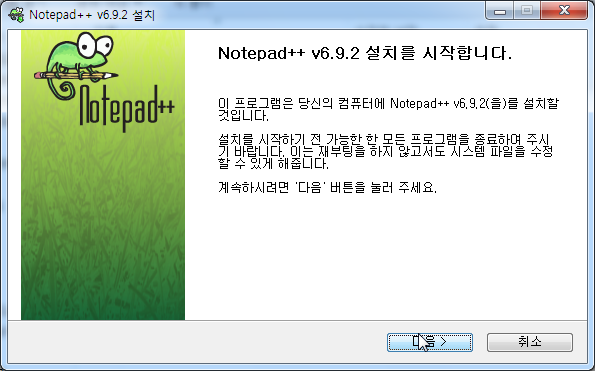 Notepad++ v6.9.2 설치
Notepad++
Notepad++ v6.9.2 설치를 시작합니다.
이 프로그램은 당신의 컴퓨터에 Notepad++ v6.9.2(을)를 설치할
것입니다.
설치를 시작하기 전 가능한 한 모든 프로그램을 종료하여 주시
기 바랍니다. 이는 재부팅을 하지 않고서도 시스템 파일을 수정
할 수 있게 해줍니다.
계속하시려면 '다음' 버튼을 눌러 주세요.
다음 >
취소